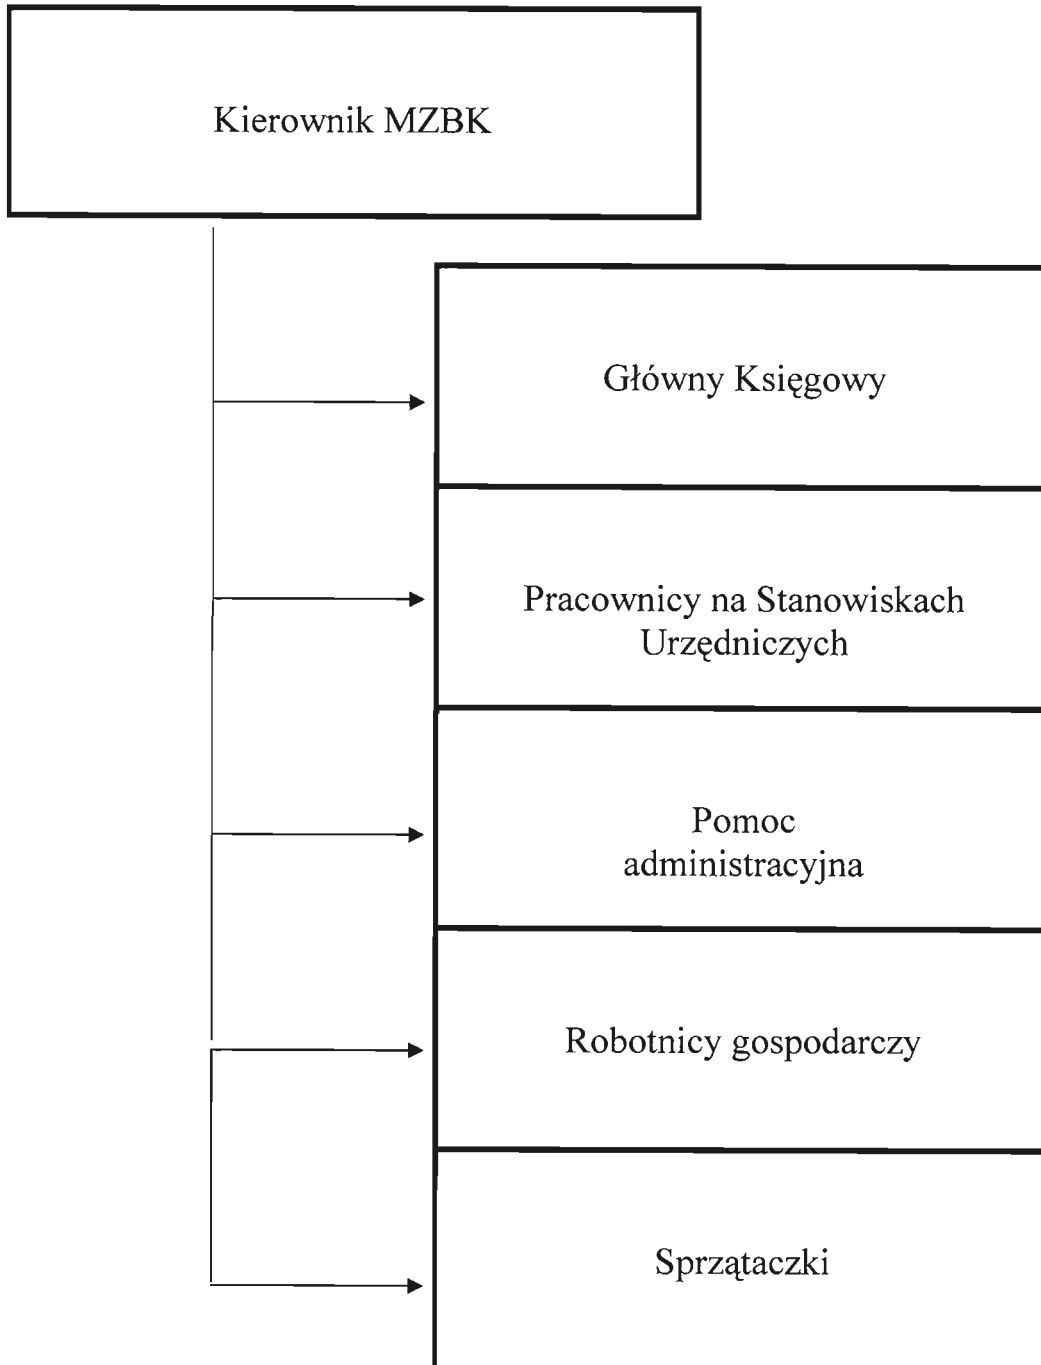 Kierownik MZBK
Główny Księgowy
Pracownicy na Stanowiskach
Urzędniczych
Pomoc
administracyjna
Robotnicy gospodarczy
Sprzątaczki